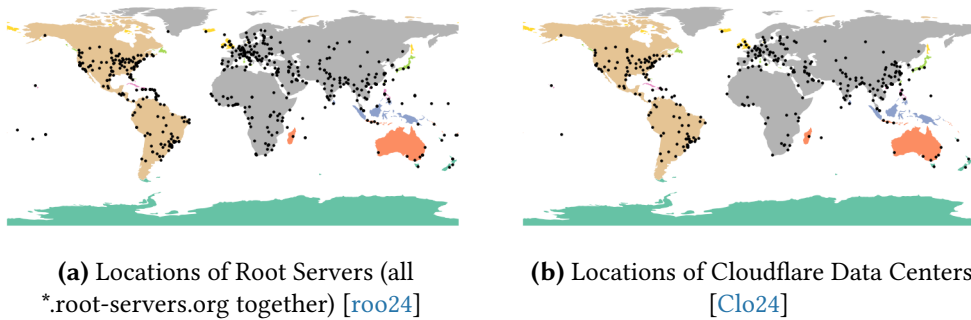 (a) Locations of Root Servers (all
*.root-servers.org together) [roo24]
(b) Locations of Cloudflare Data Centers
[Clo24]